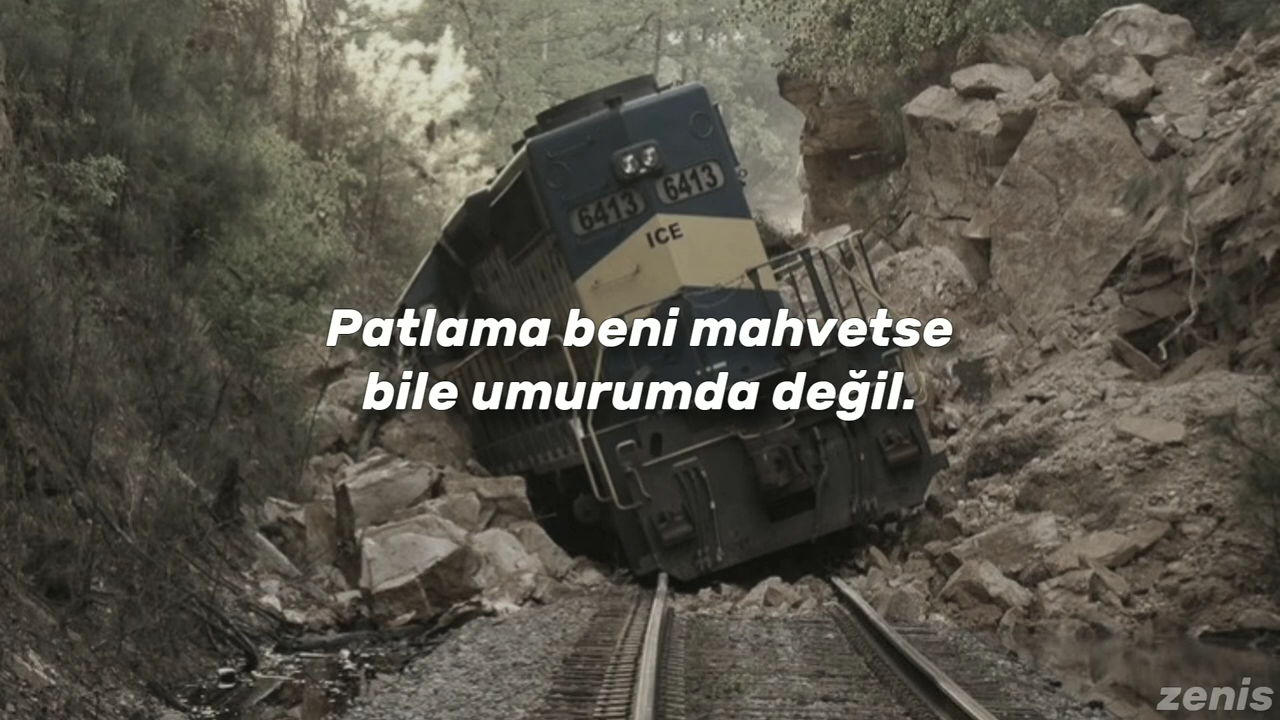 6413 6413
ICE
Patlama beni mahvetse
bile umurumda değil.
zenis